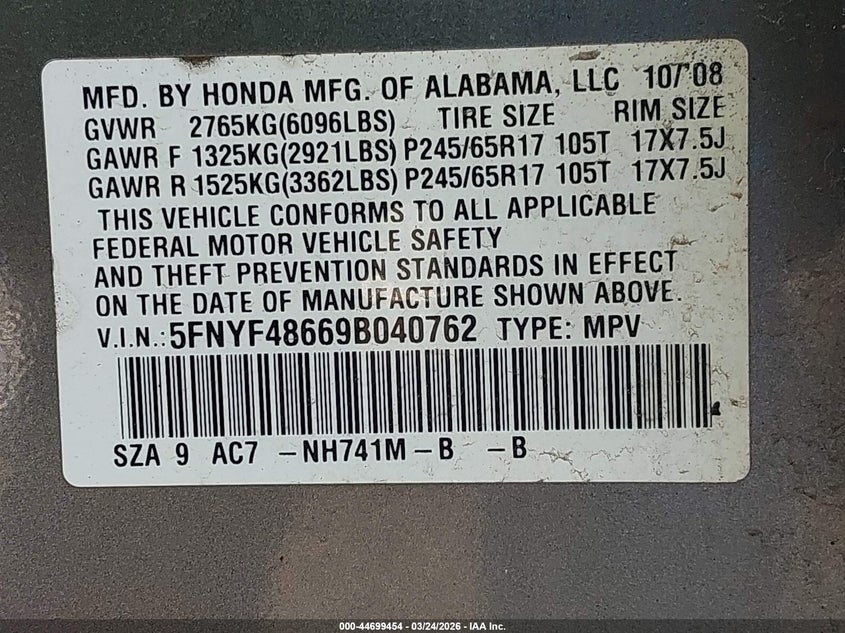 MFD. BY HONDA MFG. OF ALABAMA, LLC 10/'08
GVWR 2765KG(6096LBS) TIRE SIZE RIM SIZE
GAWR F 1325KG(2921LBS) P245/65R17 105T 17X7.5J
GAWR R 1525KG(3362LBS) P245/65R17 105T 17X7.5J
THIS VEHICLE CONFORMS TO ALL APPLICABLE
FEDERAL MOTOR VEHICLE SAFETY
AND THEFT PREVENTION STANDARDS IN EFFECT
ON THE DATE OF MANUFACTURE SHOWN ABOVE.
V.I.N.: 5FNYF48669B040762 TYPE: MPV
SZA 9 AC7 -NH741M-B -B
000-44699454 - 03/24/2026 - IAA Inc.